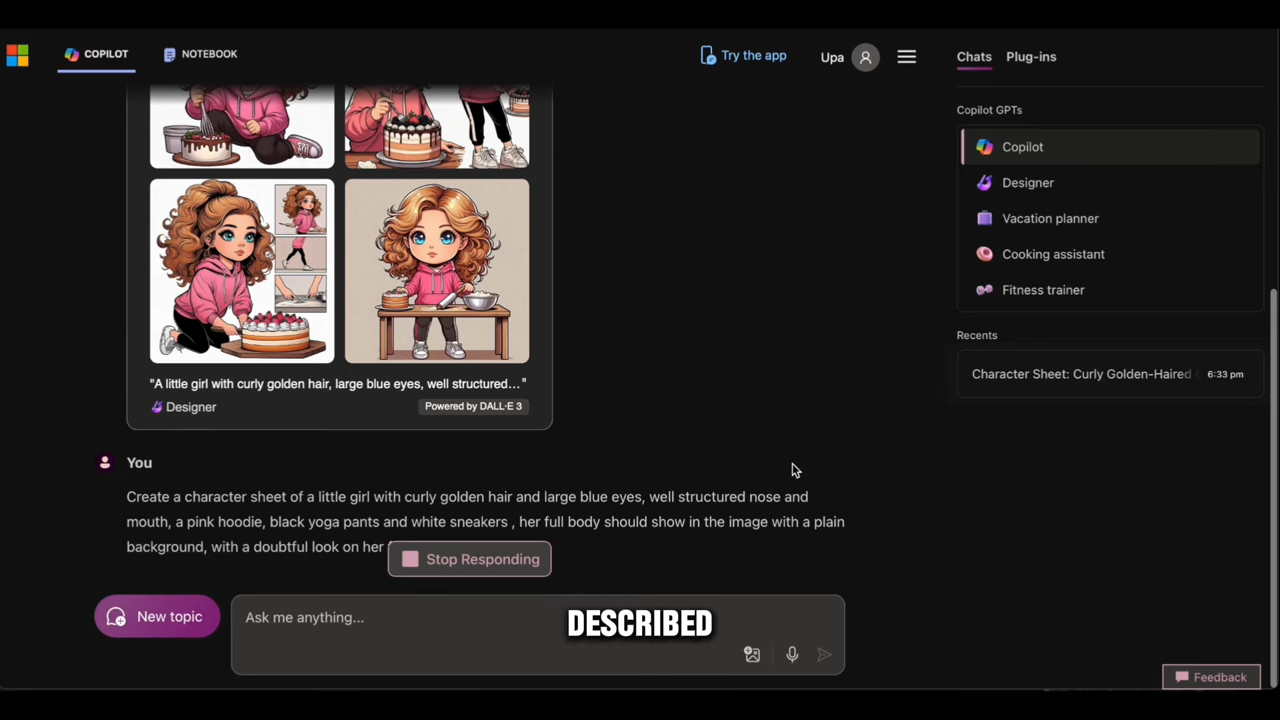 COPILOT
NOTEBOOK
Try the app
Upa
Chats
Plug-ins
Copilot GPTs
Copilot
Designer
Vacation planner
Cooking assistant
Fitness trainer
Recents
Character Sheet: Curly Golden-Haired
6:33 pm
"A little girl with curly golden hair, large blue eyes, well structured..."
Designer
Powered by DALL·E 3
You
Create a character sheet of a little girl with curly golden hair and large blue eyes, well structured nose and
mouth, a pink hoodie, black yoga pants and white sneakers , her full body should show in the image with a plain
background, with a doubtful look on her
Stop Responding
New topic
Ask me anything...
DESCRIBED
Feedback